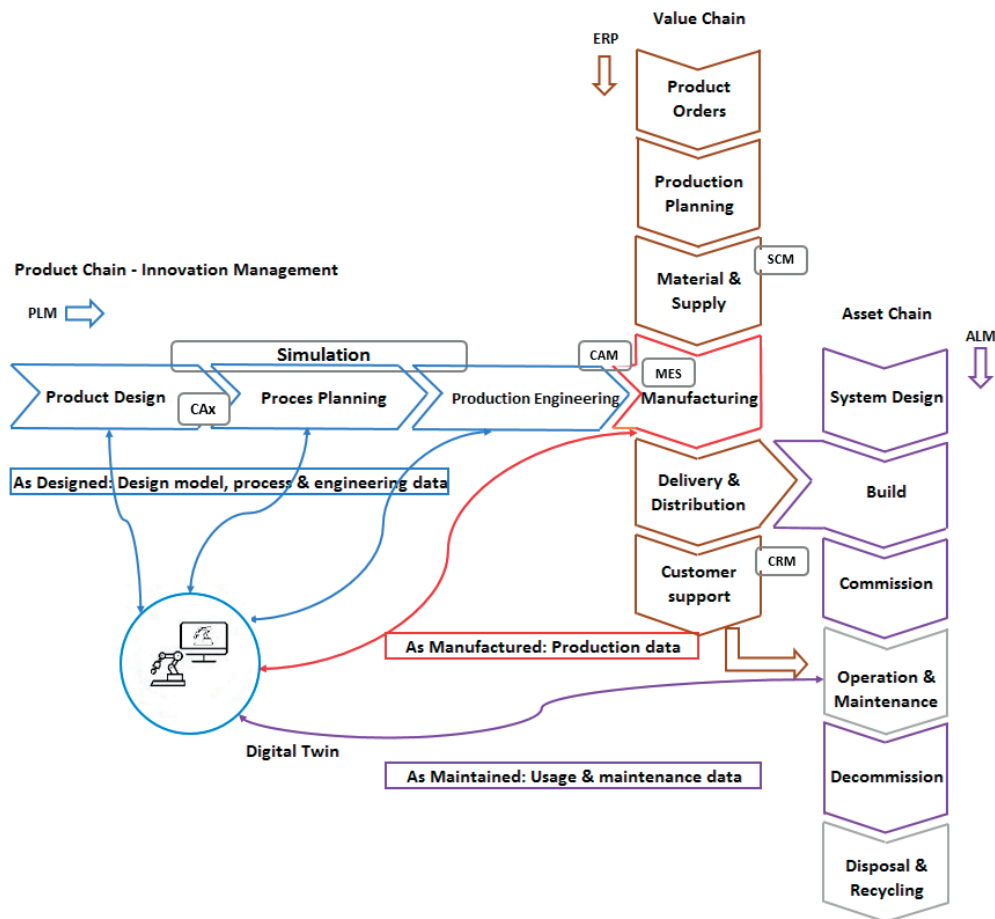 Value Chain
ERP
Product
Orders
Production
Planning
SCM
Material &
Supply
Product Chain - Innovation Management
PLM
Asset Chain
ALM
Simulation
CAM
MES
Product Design
CAx
Proces Planning
Production Engineering
Manufacturing
System Design
As Designed: Design model, process & engineering data
Delivery &
Distribution
Build
CRM
Customer
support
Commission
As Manufactured: Production data
Operation &
Maintenance
Digital Twin
As Maintained: Usage & maintenance data
Decommission
Disposal &
Recycling